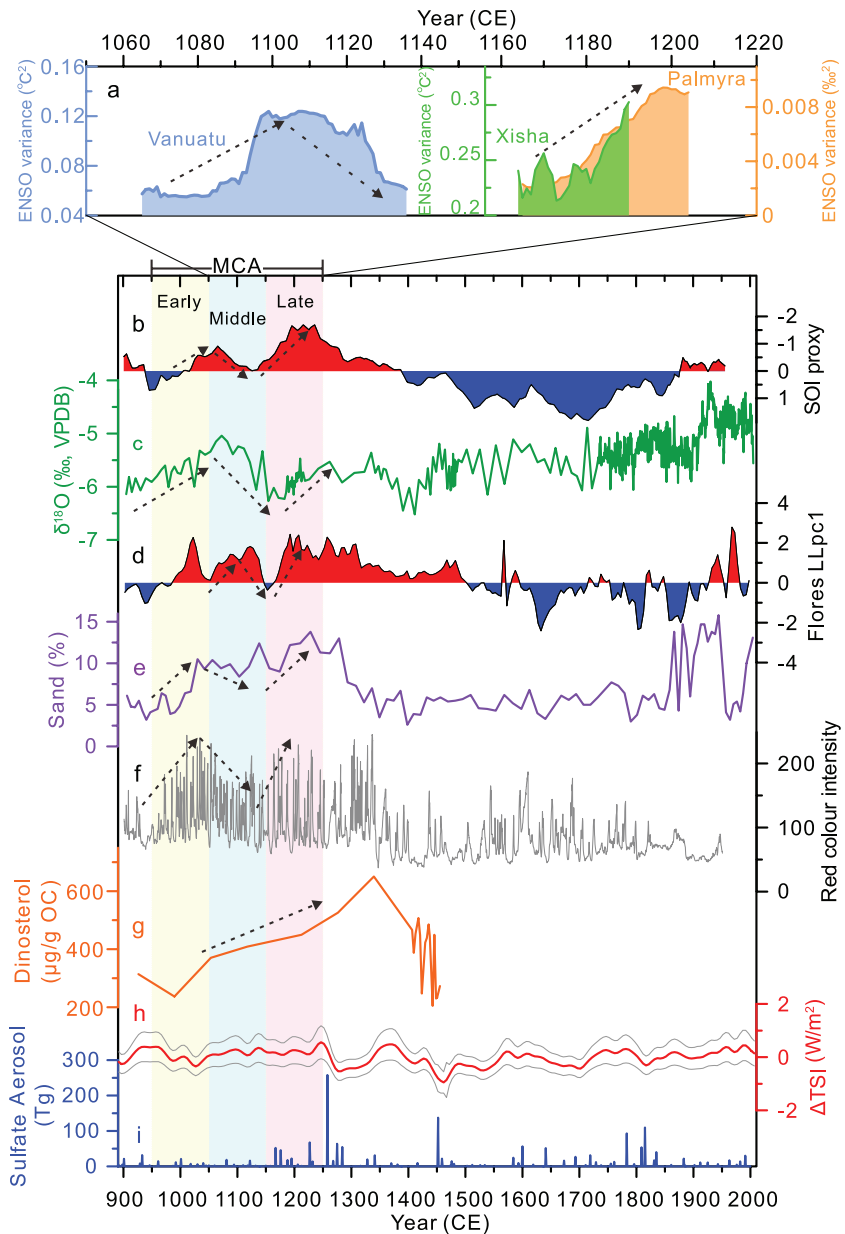 Year (CE)
1060 1080 1100 1120 1140 1160 1180 1200 1220
a
ENSO variance (°C²)
0.16
0.12
0.08
0.04
Vanuatu
ENSO variance (°C²)
0.3
0.25
0.2
Xisha
Palmyra
ENSO variance (‰²)
0.008
0.004
0
MCA
Early
Middle
Late
b
SOI proxy
-2
-1
0
1
c
δ¹⁸O (‰, VPDB)
-4
-5
-6
-7
d
Flores LLpc1
4
2
0
-2
-4
e
Sand (%)
15
10
5
0
f
Red colour intensity
200
100
0
g
Dinosterol
(μg/g OC)
600
400
200
h
ΔTSI (W/m²)
2
1
0
-1
-2
i
Sulfate Aerosol
(Tg)
300
200
100
0
900 1000 1100 1200 1300 1400 1500 1600 1700 1800 1900 2000
Year (CE)